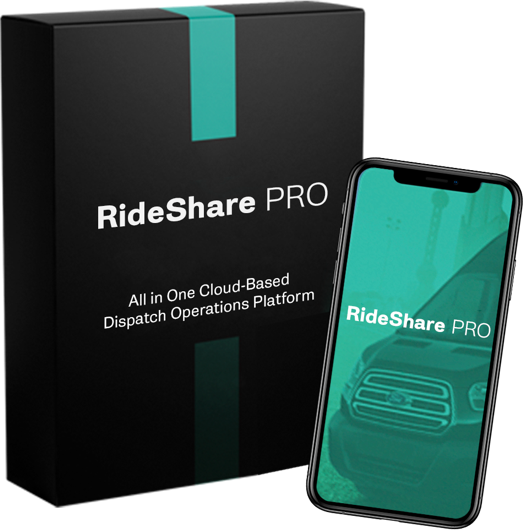 RideShare PRO
All in One Cloud-Based
Dispatch Operations Platform
RideShare PRO